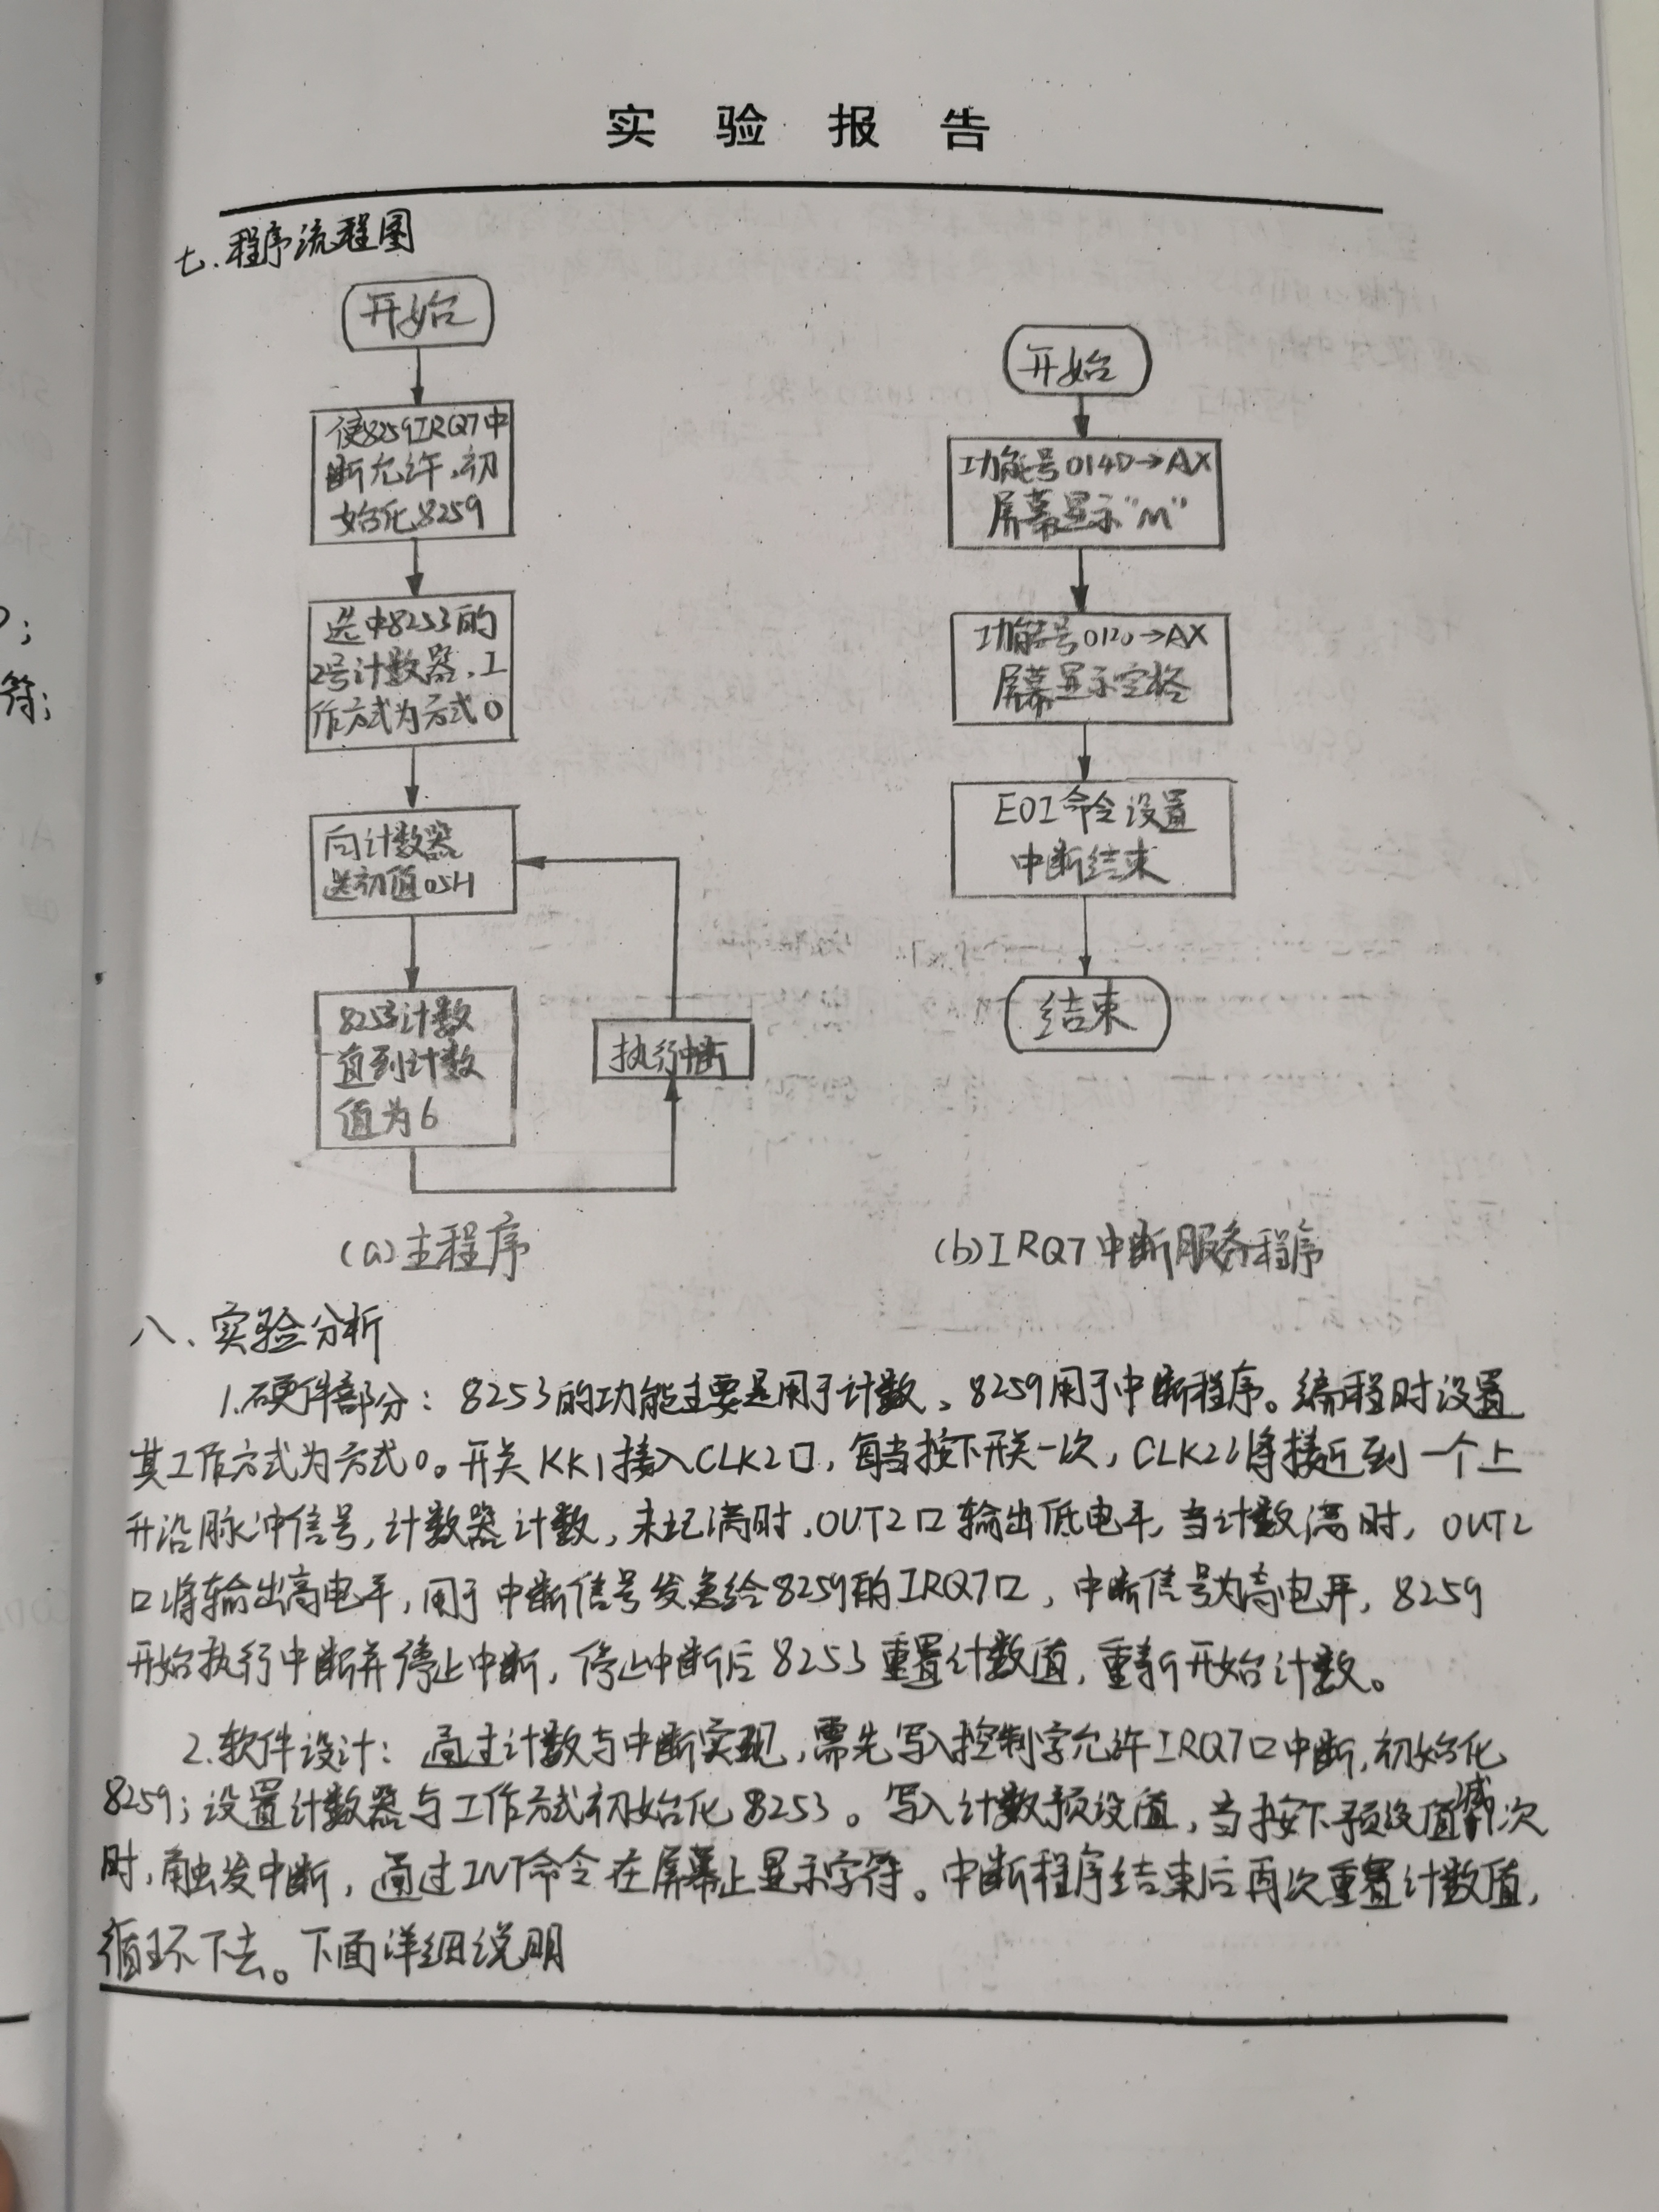 实验报告
七.程序流程图
开始
使8259IRQ7中
断允许,初
始化8259
选中8253的
2号计数器,工
作方式为方式0
向计数器
送初值05H
8253计数
直到计数
值为6
执行中断
(a)主程序
开始
功能号014D→AX
屏幕显示"M"
功能号0120→AX
屏幕显示空格
EOI命令设置
中断结束
结束
(b)IRQ7中断服务程序
八、实验分析
1.硬件部分:8253的功能主要是用于计数、8259用于中断程序。编程时设置
其工作方式为方式0。开关KK1接入CLK2口,每当按下开关一次,CLK2将接近到一个上
升沿脉冲信号,计数器计数,未记满时,OUT2口输出低电平,当计数满时,OUT2
口将输出高电平,用于中断信号发送给8259的IRQ7口,中断信号为高电平,8259
开始执行中断并停止中断,停止中断后8253重置计数值,重新开始计数。
2.软件设计:通过计数与中断实现,需先写入控制字允许IRQ7口中断,初始化
8259;设置计数器与工作方式初始化8253。写入计数预设值,当按下预设值 次
时,触发中断,通过INT命令在屏幕上显示字符。中断程序结束后再次重置计数值,
循环下去。下面详细说明
符;